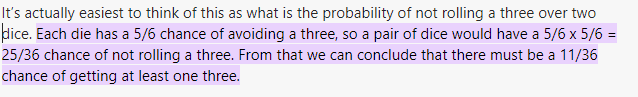 It's actually easiest to think of this as what is the probability of not rolling a three over two
dice. Each die has a 5/6 chance of avoiding a three, so a pair of dice would have a 5/6 x 5/6 =
25/36 chance of not rolling a three. From that we can conclude that there must be a 11/36
chance of getting at least one three.